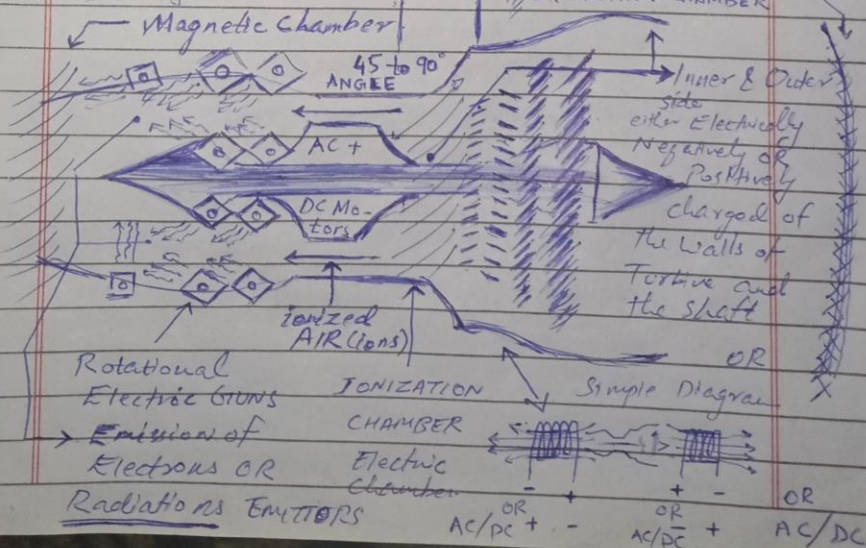 Magnetic Chamber
CHAMBER
45 to 90°
ANGLE
AC +
DC Mo-
tors
Inner & Outer
side
either Electrically
Negatively OR
Positively
charged of
the walls of
Turbine and
the shaft
OR
ionized
AIR (ions)
Rotational
Electric GUNS
Emission of
Electrons OR
Radiations EMITTORS
IONIZATION
CHAMBER
Electric
Chamber
Simple Diagram
- +
OR
AC/DC + -
+ -
OR
AC/DC - +
OR
AC/DC